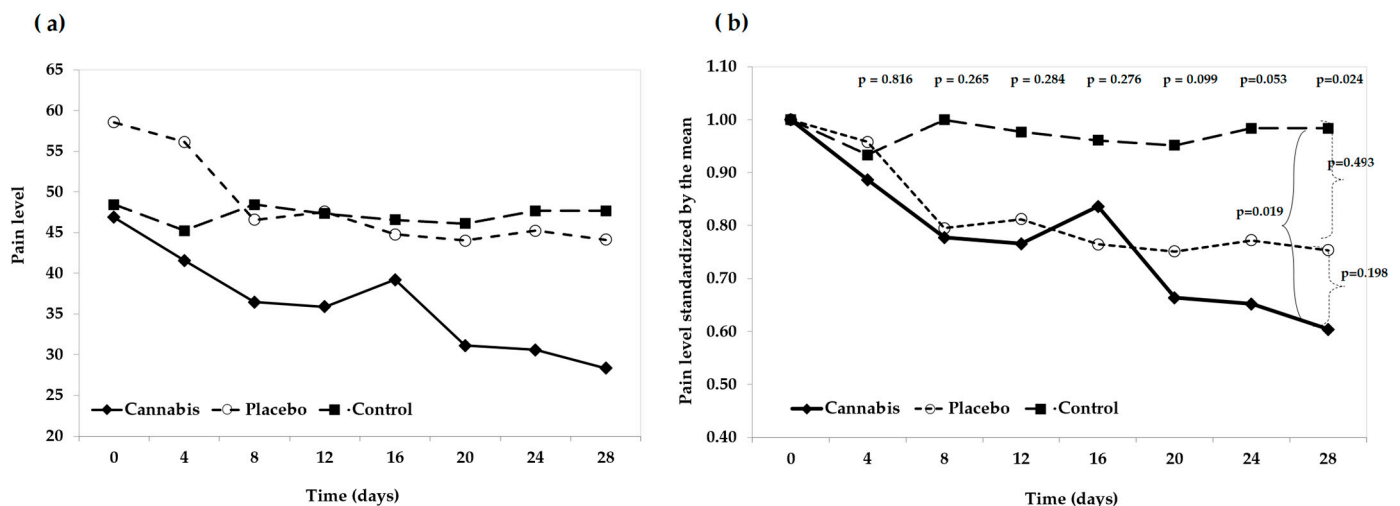 ( a)
Pain level
65
60
55
50
45
40
35
30
25
20
Cannabis Placebo Control
0 4 8 12 16 20 24 28
Time (days)
( b)
Pain level standardized by the mean
1.10
1.00
0.90
0.80
0.70
0.60
0.50
0.40
p = 0.816 p = 0.265 p = 0.284 p = 0.276 p = 0.099 p=0.053 p=0.024
p=0.493
p=0.019
p=0.198
Cannabis Placebo Control
0 4 8 12 16 20 24 28
Time (days)